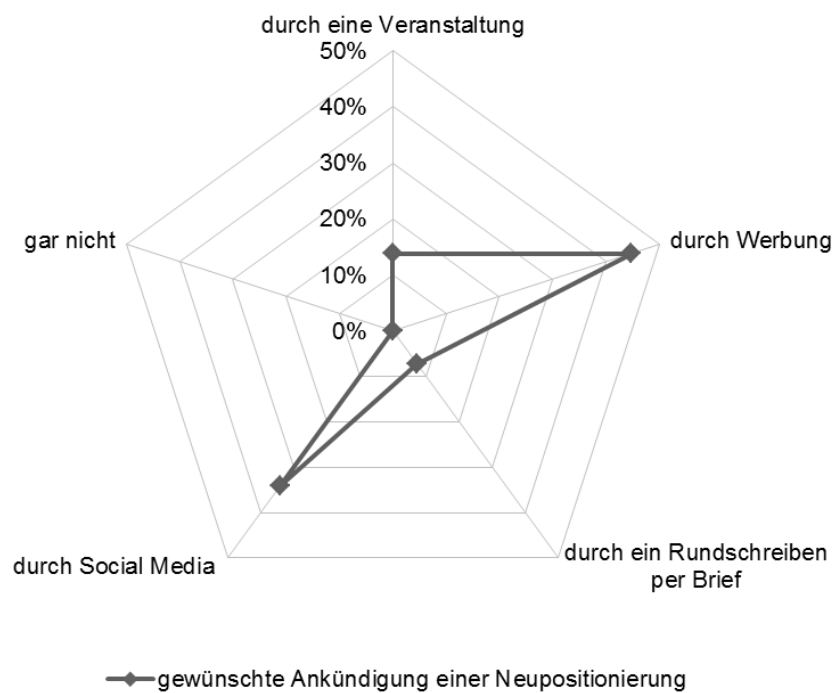 durch eine Veranstaltung
50%
40%
30%
20%
10%
0%
gar nicht
durch Werbung
durch Social Media
durch ein Rundschreiben
per Brief
gewünschte Ankündigung einer Neupositionierung